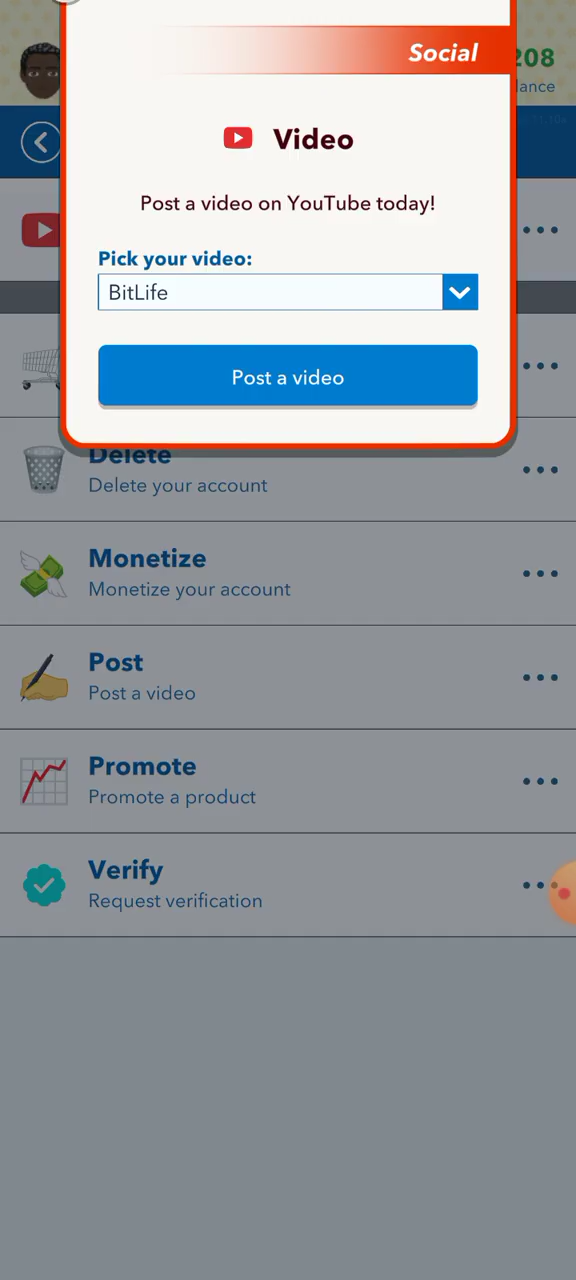 Social
208
lance
Video
Post a video on YouTube today!
Pick your video:
BitLife
Post a video
Delete
Delete your account
Monetize
Monetize your account
Post
Post a video
Promote
Promote a product
Verify
Request verification